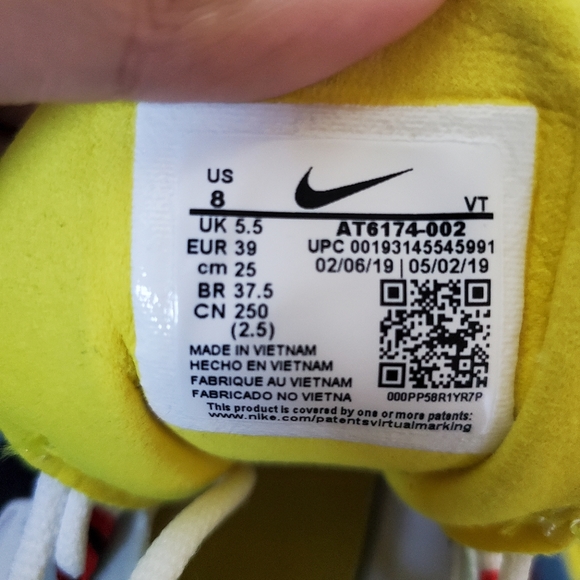 US
8
VT
UK 5.5
EUR 39
cm 25
BR 37.5
CN 250
(2.5)
AT6174-002
UPC 00193145545991
02/06/19 | 05/02/19
MADE IN VIETNAM
HECHO EN VIETNAM
FABRIQUE AU VIETNAM
FABRICADO NO VIETNA
000PP58R1YR7P
This product is covered by one or more patents:
www.nike.com/patentsvirtualmarking